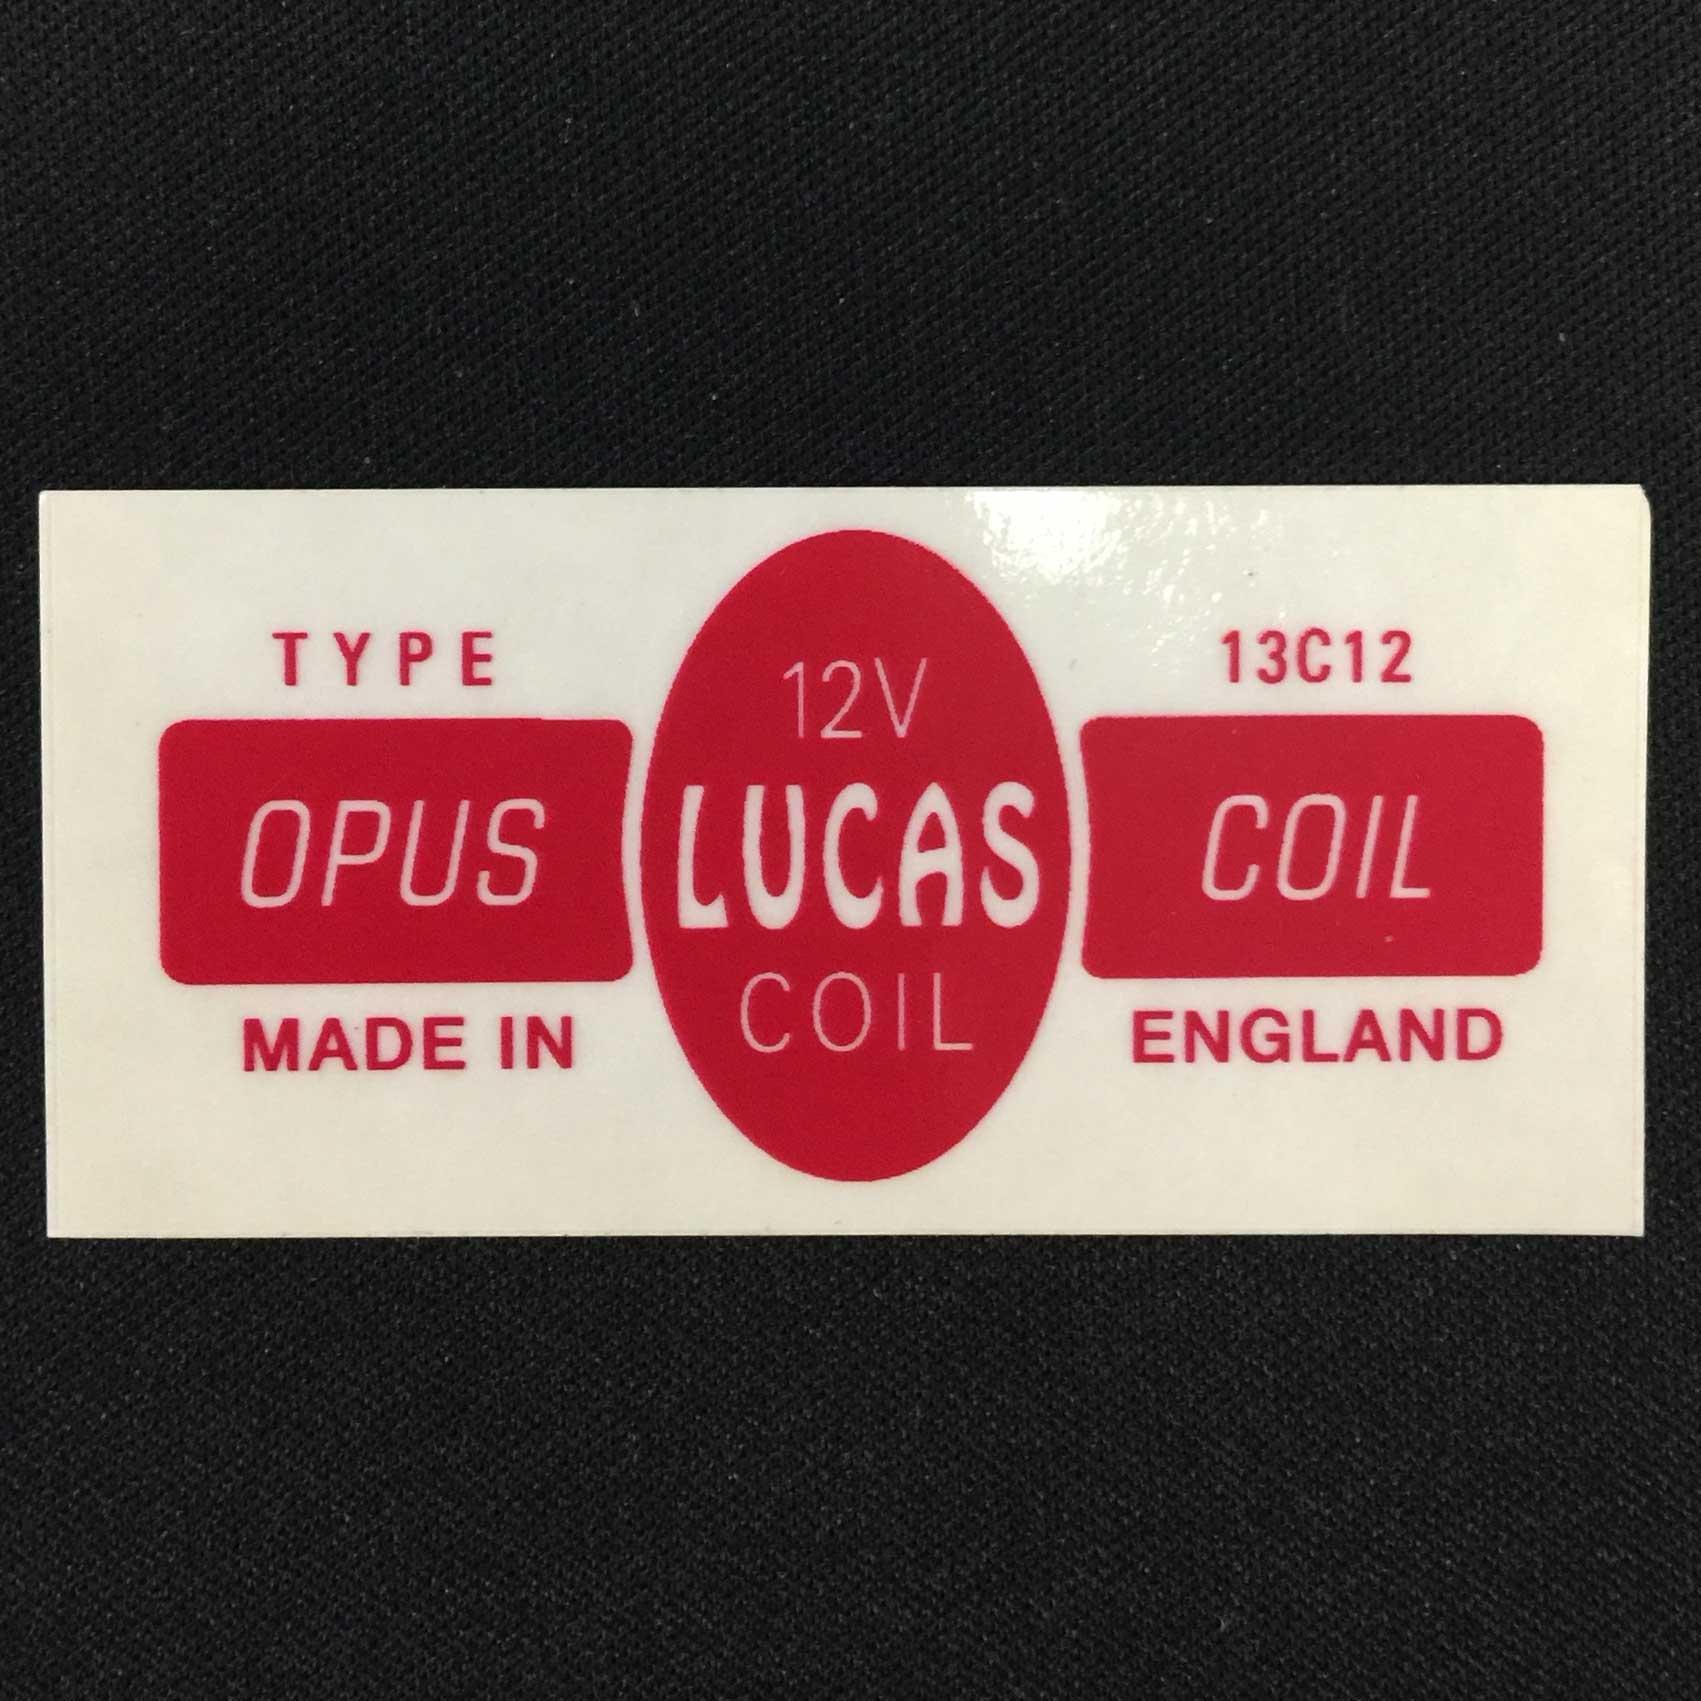 TYPE
OPUS
MADE IN
12V
LUCAS
COIL
13C12
COIL
ENGLAND